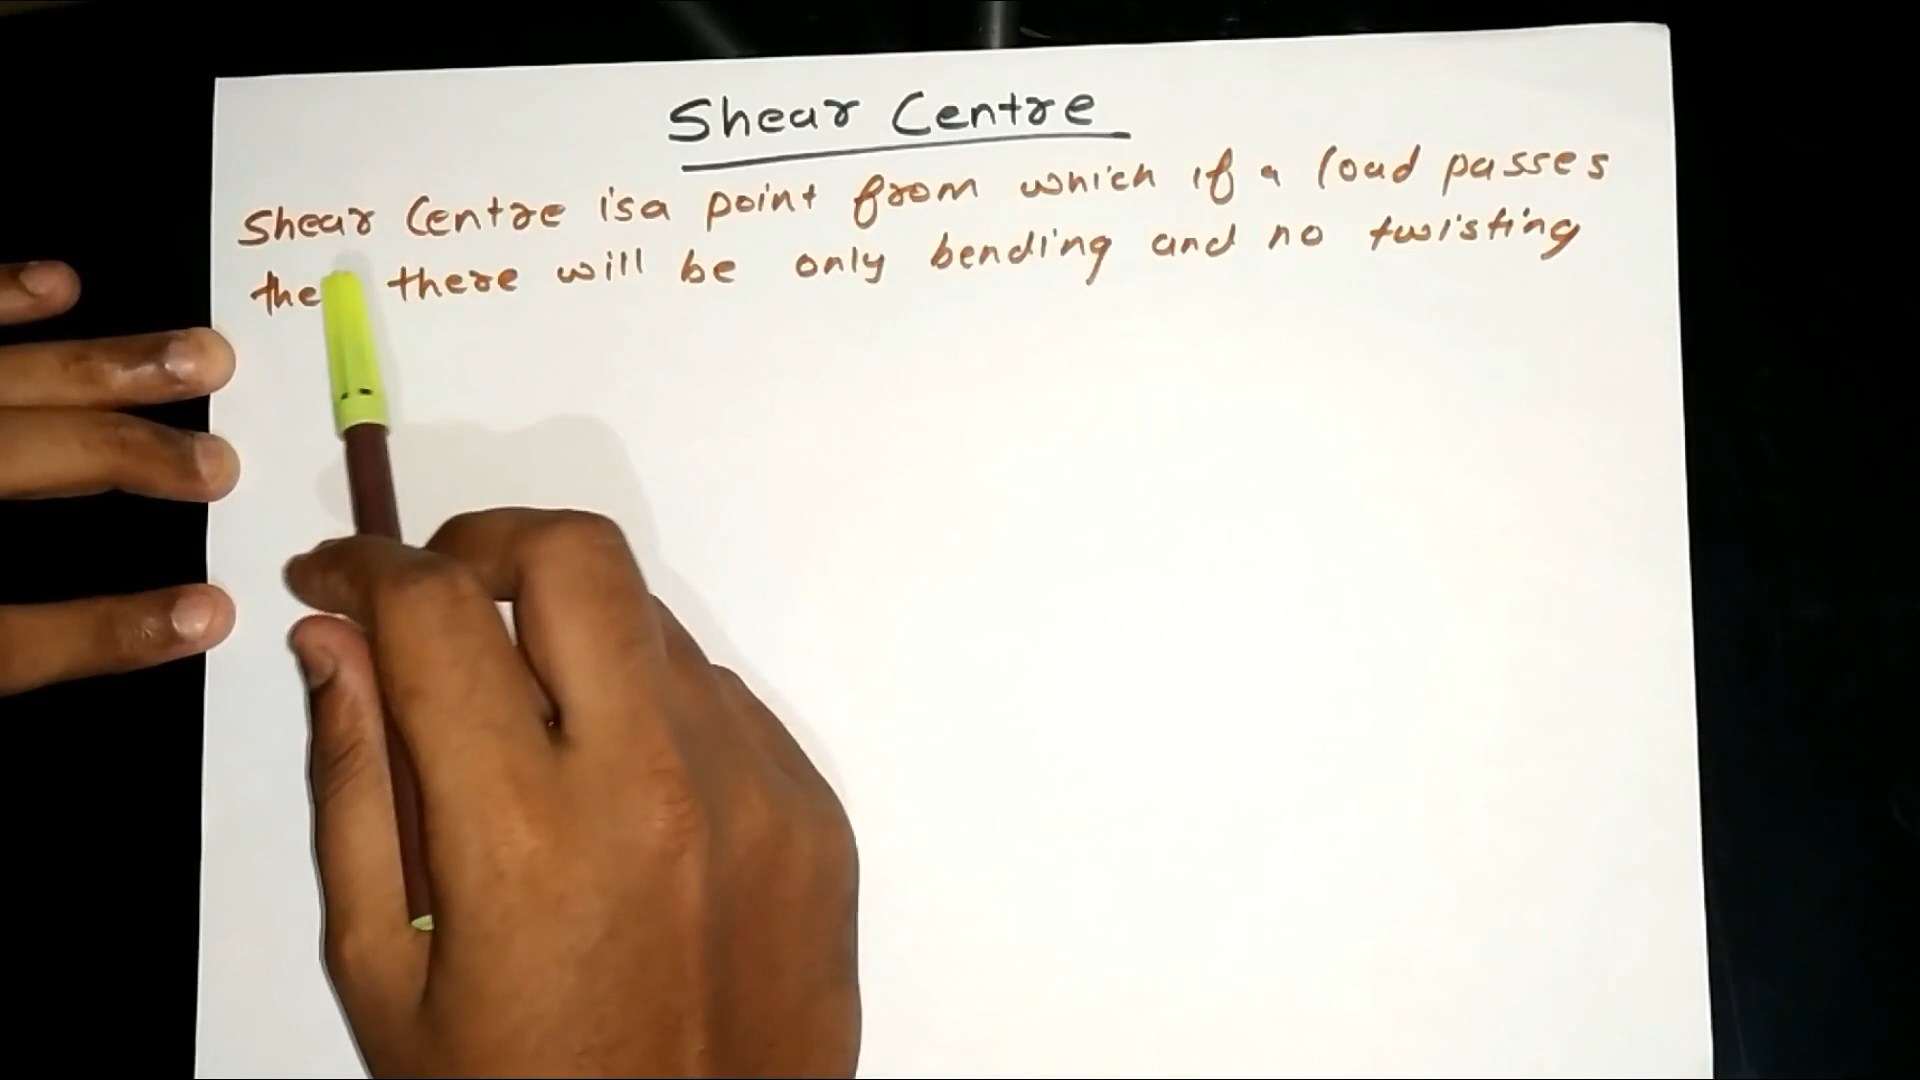 Shear Centre
Shear Centre is a point from which if a load passes
the there will be only bending and no twisting